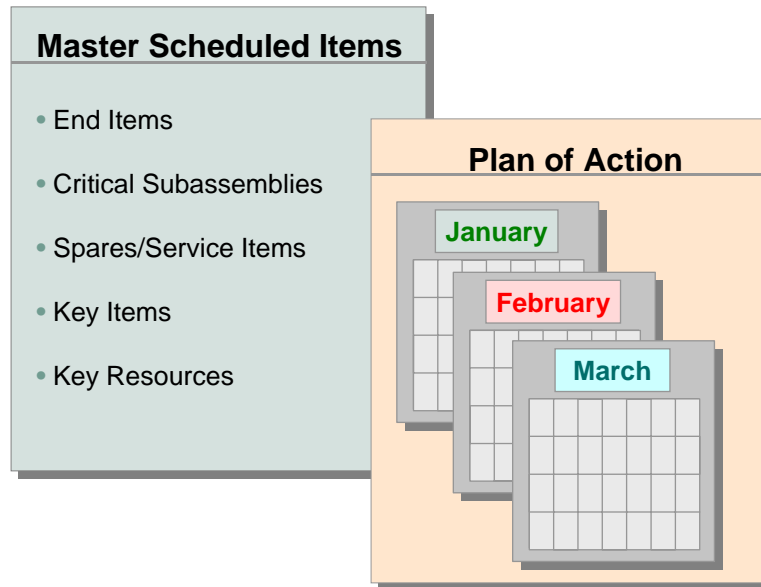 Master Scheduled Items
• End Items
• Critical Subassemblies
• Spares/Service Items
• Key Items
• Key Resources
Plan of Action
January
February
March